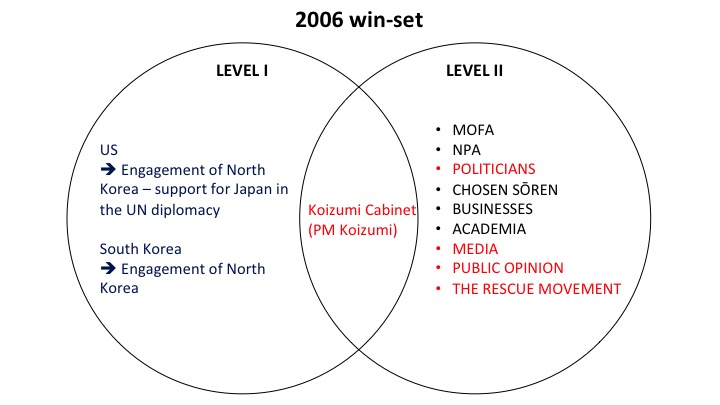 2006 win-set
LEVEL I
US
➔ Engagement of North
Korea – support for Japan in
the UN diplomacy
South Korea
➔ Engagement of North
Korea
Koizumi Cabinet
(PM Koizumi)
LEVEL II
• MOFA
• NPA
• POLITICIANS
• CHOSEN SŌREN
• BUSINESSES
• ACADEMIA
• MEDIA
• PUBLIC OPINION
• THE RESCUE MOVEMENT